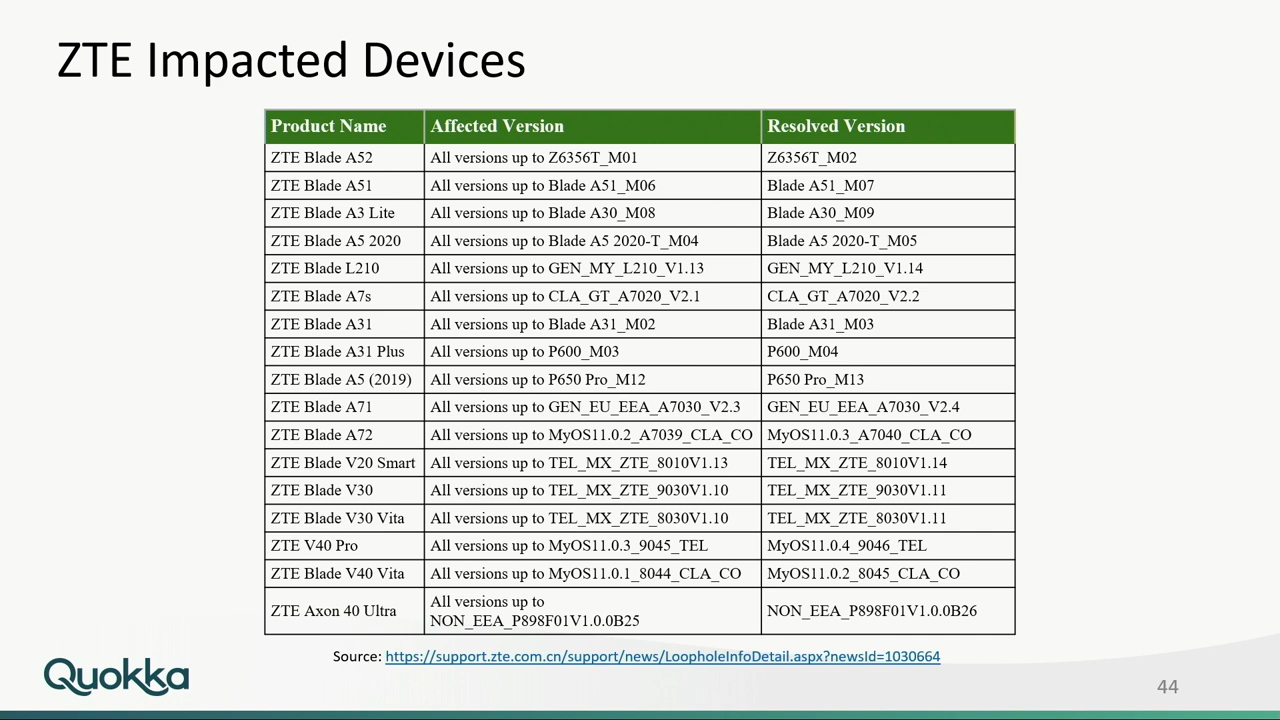 ZTE Impacted Devices
Product Name Affected Version Resolved Version
ZTE Blade A52 All versions up to Z6356T_M01 Z6356T_M02
ZTE Blade A51 All versions up to Blade A51_M06 Blade A51_M07
ZTE Blade A3 Lite All versions up to Blade A30_M08 Blade A30_M09
ZTE Blade A5 2020 All versions up to Blade A5 2020-T_M04 Blade A5 2020-T_M05
ZTE Blade L210 All versions up to GEN_MY_L210_V1.13 GEN_MY_L210_V1.14
ZTE Blade A7s All versions up to CLA_GT_A7020_V2.1 CLA_GT_A7020_V2.2
ZTE Blade A31 All versions up to Blade A31_M02 Blade A31_M03
ZTE Blade A31 Plus All versions up to P600_M03 P600_M04
ZTE Blade A5 (2019) All versions up to P650 Pro_M12 P650 Pro_M13
ZTE Blade A71 All versions up to GEN_EU_EEA_A7030_V2.3 GEN_EU_EEA_A7030_V2.4
ZTE Blade A72 All versions up to MyOS11.0.2_A7039_CLA_CO MyOS11.0.3_A7040_CLA_CO
ZTE Blade V20 Smart All versions up to TEL_MX_ZTE_8010V1.13 TEL_MX_ZTE_8010V1.14
ZTE Blade V30 All versions up to TEL_MX_ZTE_9030V1.10 TEL_MX_ZTE_9030V1.11
ZTE Blade V30 Vita All versions up to TEL_MX_ZTE_8030V1.10 TEL_MX_ZTE_8030V1.11
ZTE V40 Pro All versions up to MyOS11.0.3_9045_TEL MyOS11.0.4_9046_TEL
ZTE Blade V40 Vita All versions up to MyOS11.0.1_8044_CLA_CO MyOS11.0.2_8045_CLA_CO
ZTE Axon 40 Ultra All versions up to
NON_EEA_P898F01V1.0.0B25 NON_EEA_P898F01V1.0.0B26
Source: https://support.zte.com.cn/support/news/LoopholeInfoDetail.aspx?newsId=1030664
Quokka
44